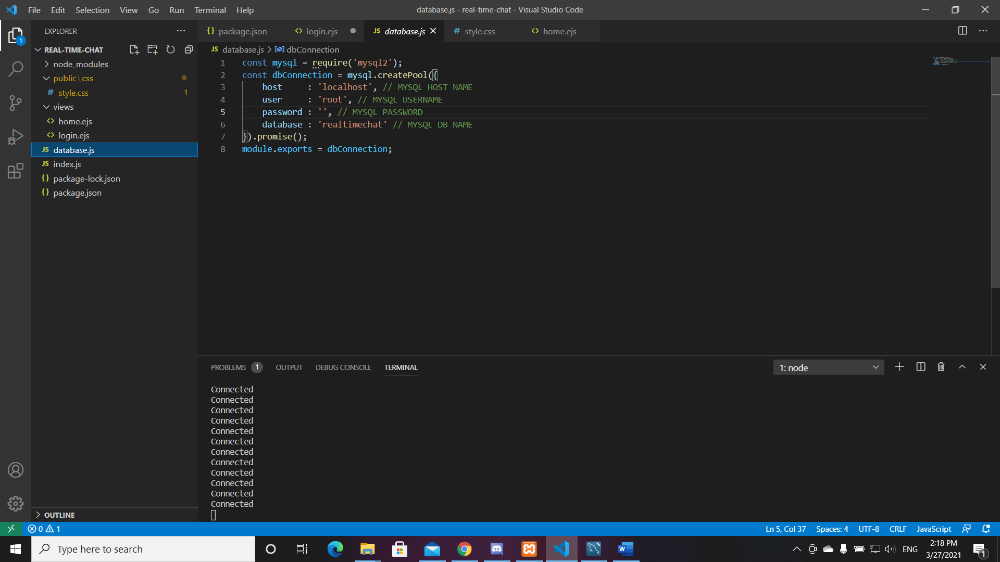 File Edit Selection View Go Run Terminal Help
database.js - real-time-chat - Visual Studio Code
EXPLORER
REAL-TIME-CHAT
node_modules
public\css
style.css 1
views
home.ejs
login.ejs
database.js
index.js
package-lock.json
package.json
OUTLINE
1
package.json login.ejs database.js style.css home.ejs
database.js > dbConnection
1 const mysql = require('mysql2');
2 const dbConnection = mysql.createPool({
3 host : 'localhost', // MYSQL HOST NAME
4 user : 'root', // MYSQL USERNAME
5 password : '', // MYSQL PASSWORD
6 database : 'realtimechat' // MYSQL DB NAME
7 }).promise();
8 module.exports = dbConnection;
PROBLEMS 1 OUTPUT DEBUG CONSOLE TERMINAL
1: node
Connected
Connected
Connected
Connected
Connected
Connected
Connected
Connected
Connected
Connected
Connected
Connected
0 1
Ln 5, Col 37 Spaces: 4 UTF-8 CRLF JavaScript
Type here to search
ENG
2:18 PM
3/27/2021
1